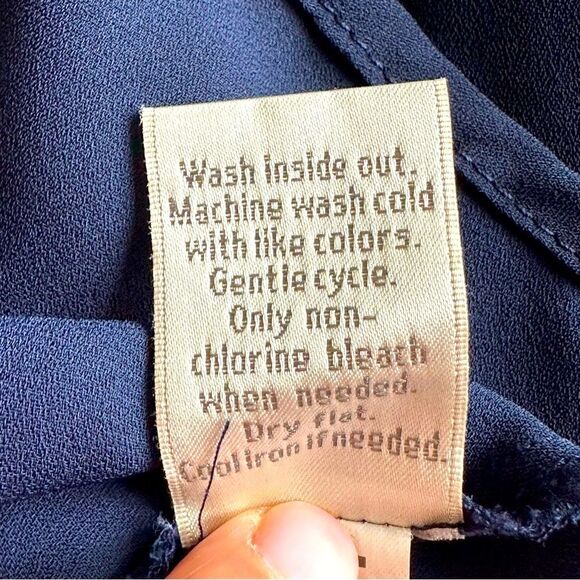 Wash inside out.
Machine wash cold
with like colors.
Gentle cycle.
Only non-
chlorine bleach
when needed.
Dry flat.
Cool iron if needed.